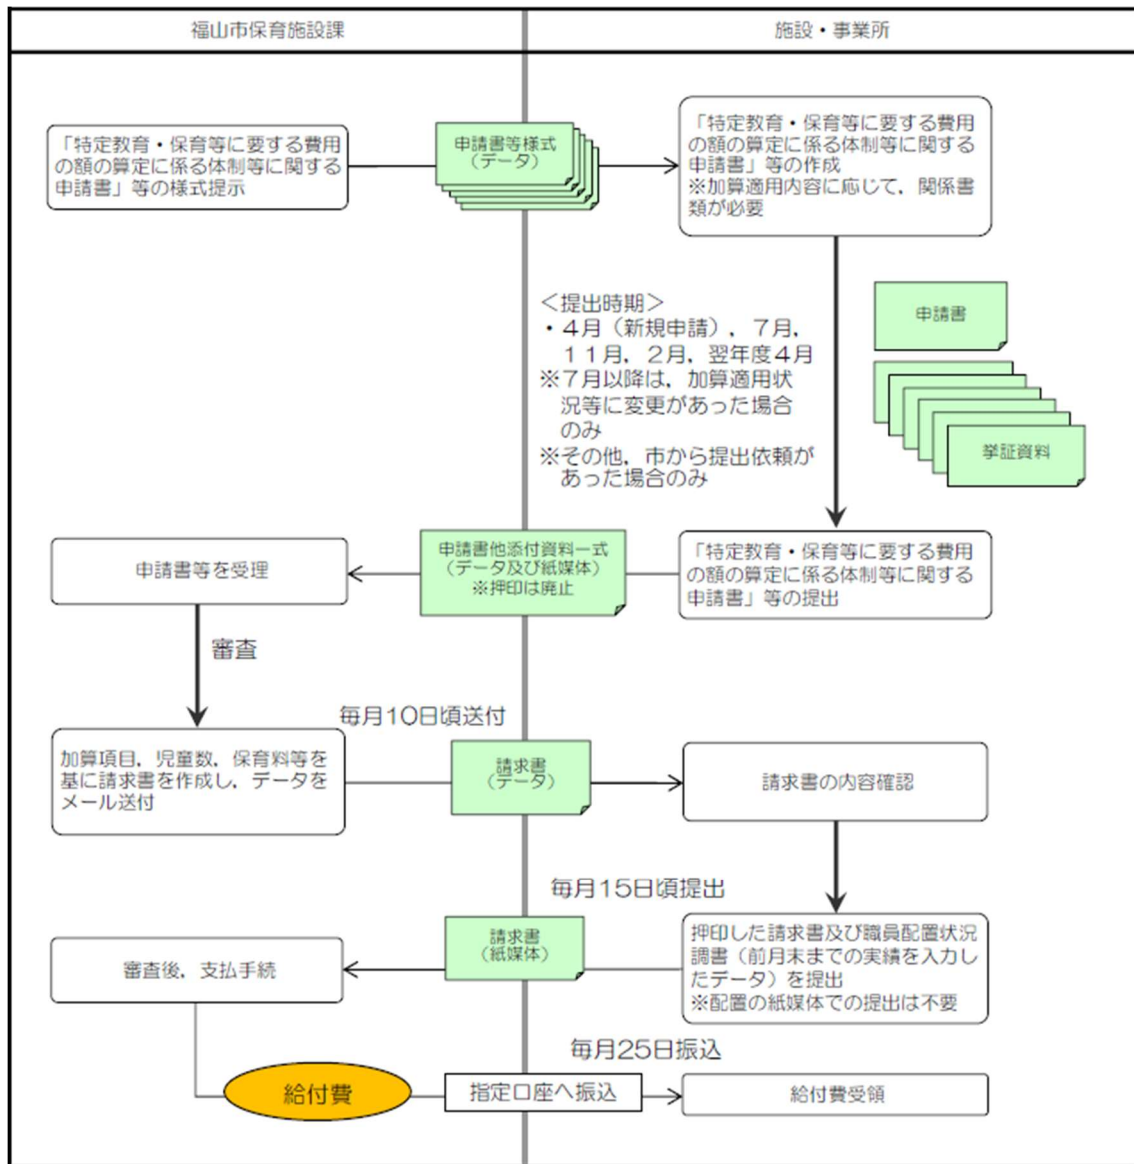 福山市保育施設課
施設・事業所
「特定教育・保育等に要する費用
の額の算定に係る体制等に関する
申請書」等の様式提示
申請書等様式
（データ）
「特定教育・保育等に要する費用
の額の算定に係る体制等に関する
申請書」等の作成
※加算適用内容に応じて，関係書
類が必要
＜提出時期＞
・４月（新規申請），７月，
１１月，２月，翌年度４月
※７月以降は，加算適用状
況等に変更があった場合
のみ
※その他，市から提出依頼が
あった場合のみ
申請書
挙証資料
「特定教育・保育等に要する費用
の額の算定に係る体制等に関する
申請書」等の提出
申請書他添付資料一式
（データ及び紙媒体）
※押印は廃止
申請書等を受理
審査
加算項目，児童数，保育料等を
基に請求書を作成し，データを
メール送付
毎月10日頃送付
請求書
（データ）
請求書の内容確認
毎月15日頃提出
押印した請求書及び職員配置状況
調書（前月末までの実績を入力し
たデータ）を提出
※配置の紙媒体での提出は不要
請求書
（紙媒体）
審査後，支払手続
毎月25日振込
給付費
指定口座へ振込
給付費受領